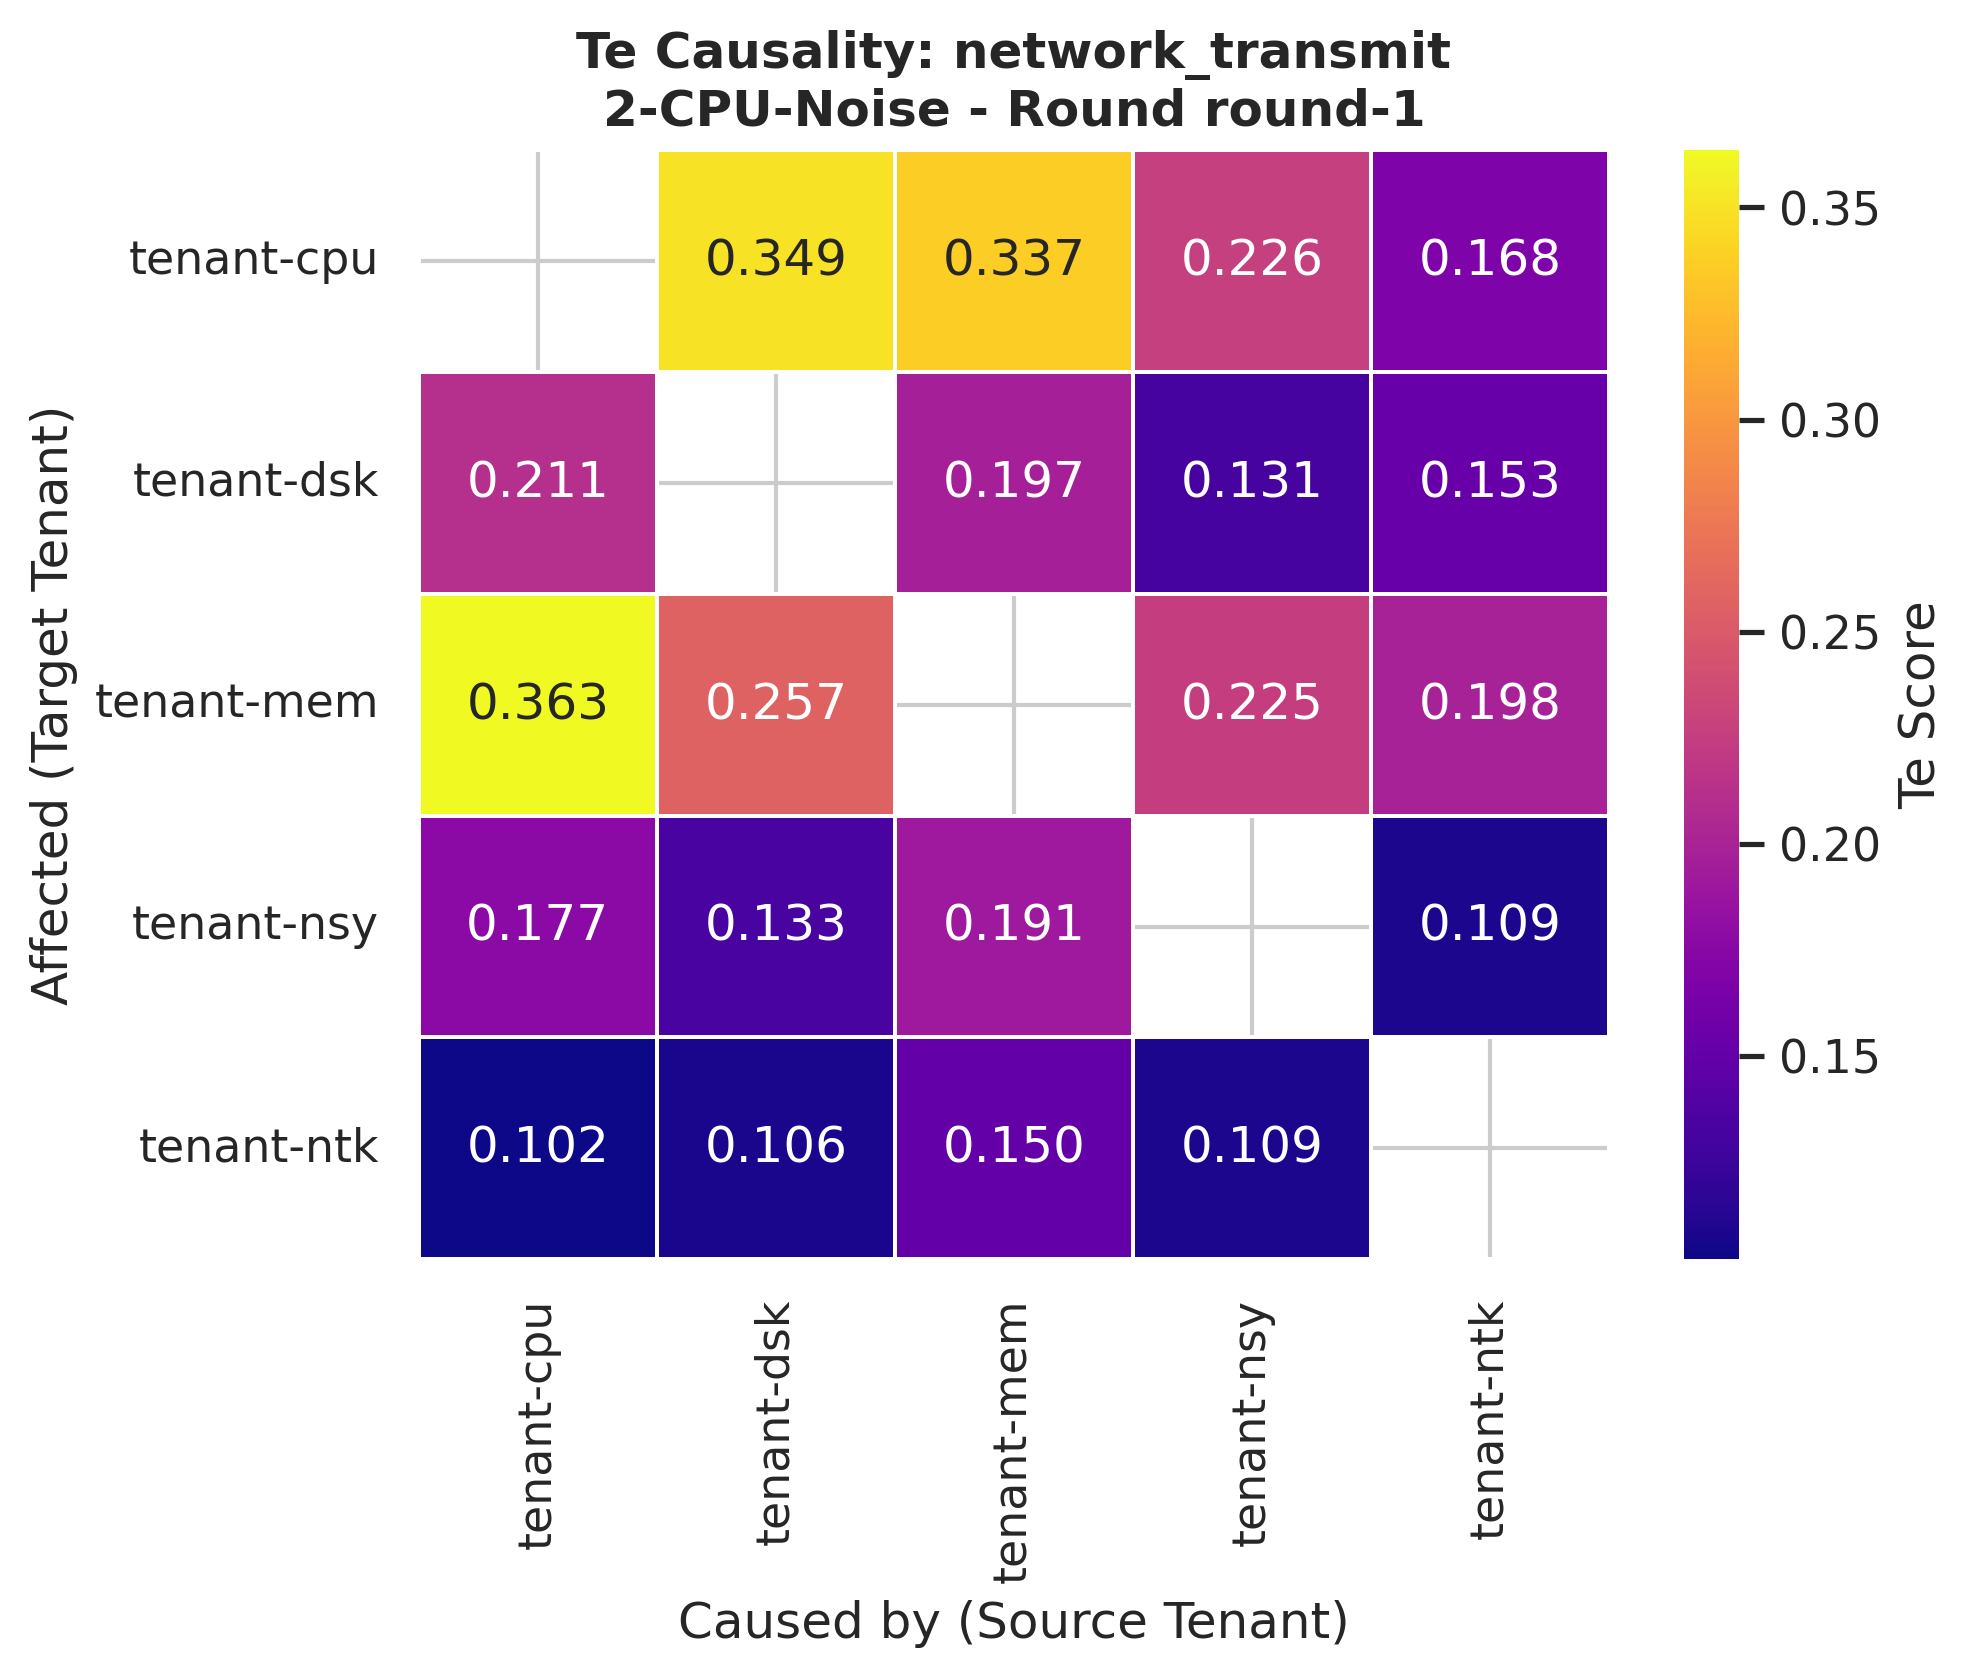 Te Causality: network_transmit
2-CPU-Noise - Round round-1
Affected (Target Tenant)
tenant-cpu
0.349 0.337 0.226 0.168
tenant-dsk
0.211 0.197 0.131 0.153
tenant-mem
0.363 0.257 0.225 0.198
tenant-nsy
0.177 0.133 0.191 0.109
tenant-ntk
0.102 0.106 0.150 0.109
tenant-cpu
tenant-dsk
tenant-mem
tenant-nsy
tenant-ntk
Caused by (Source Tenant)
0.35
0.30
0.25
0.20
0.15
Te Score